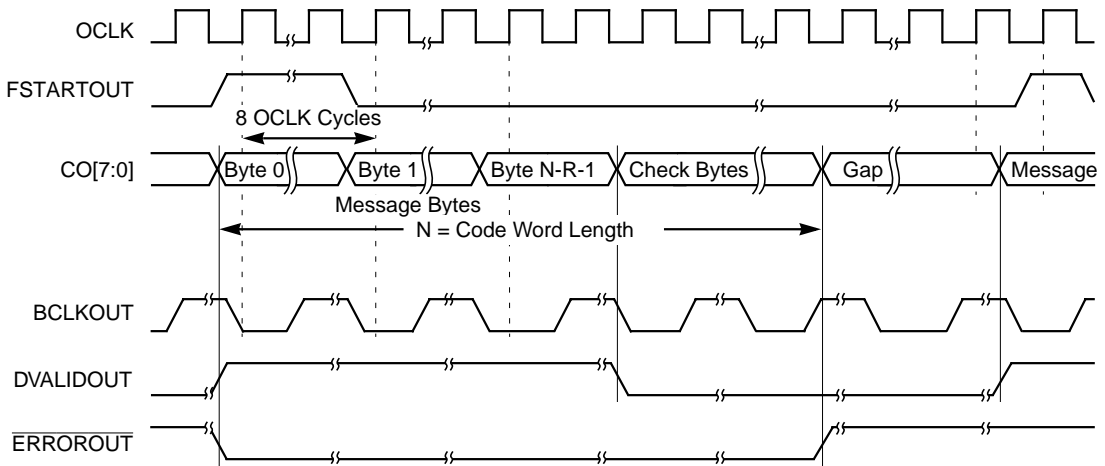 OCLK
FSTARTOUT
8 OCLK Cycles
CO[7:0]
Byte 0
Byte 1
Byte N-R-1
Check Bytes
Gap
Message
Message Bytes
N = Code Word Length
BCLKOUT
DVALIDOUT
ERROROUT